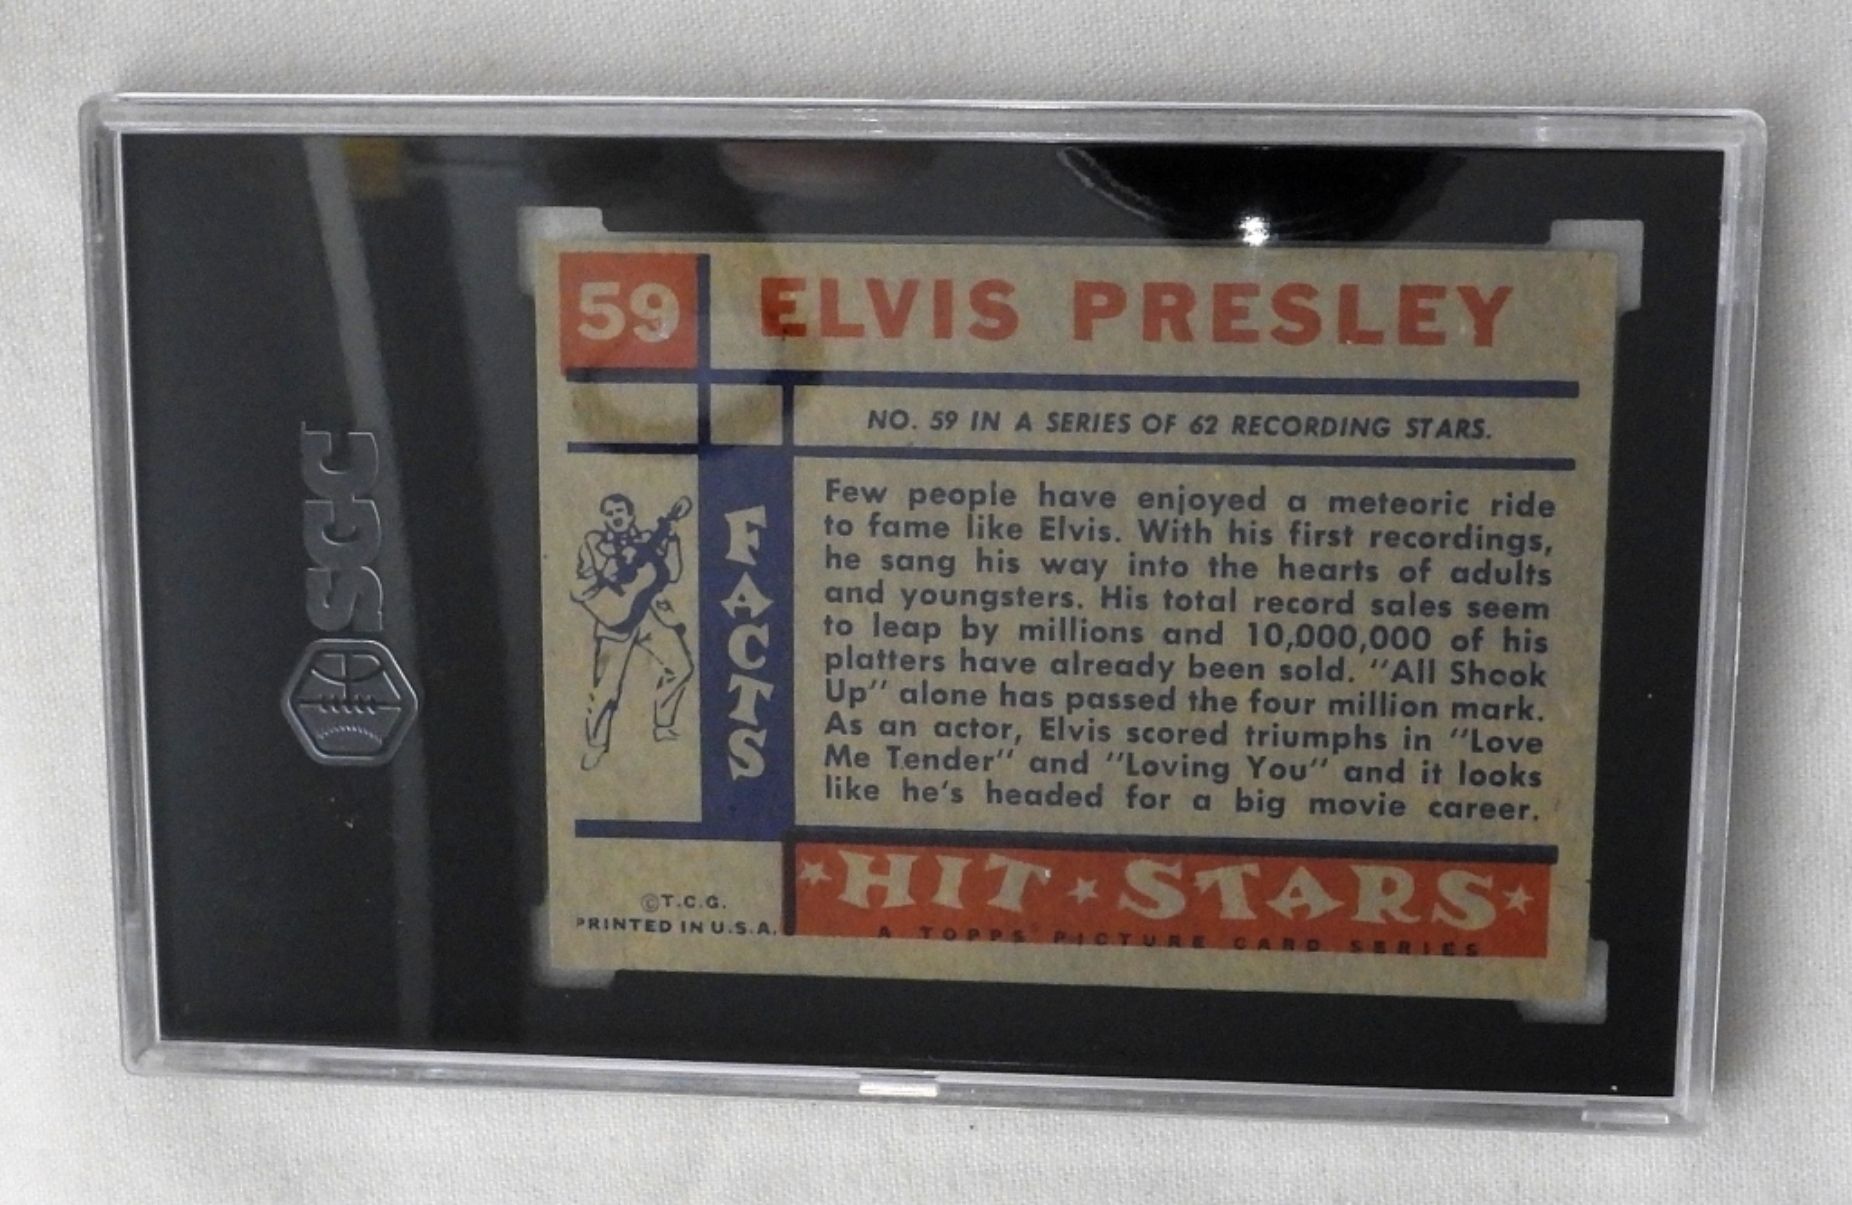 59 ELVIS PRESLEY
NO. 59 IN A SERIES OF 62 RECORDING STARS.
FACTS
Few people have enjoyed a meteoric ride
to fame like Elvis. With his first recordings,
he sang his way into the hearts of adults
and youngsters. His total record sales seem
to leap by millions and 10,000,000 of his
platters have already been sold. "All Shook
Up" alone has passed the four million mark.
As an actor, Elvis scored triumphs in "Love
Me Tender" and "Loving You" and it looks
like he's headed for a big movie career.
©T.C.G.
PRINTED IN U.S.A.
HIT STARS
A TOPPS® PICTURE CARD SERIES
SGC